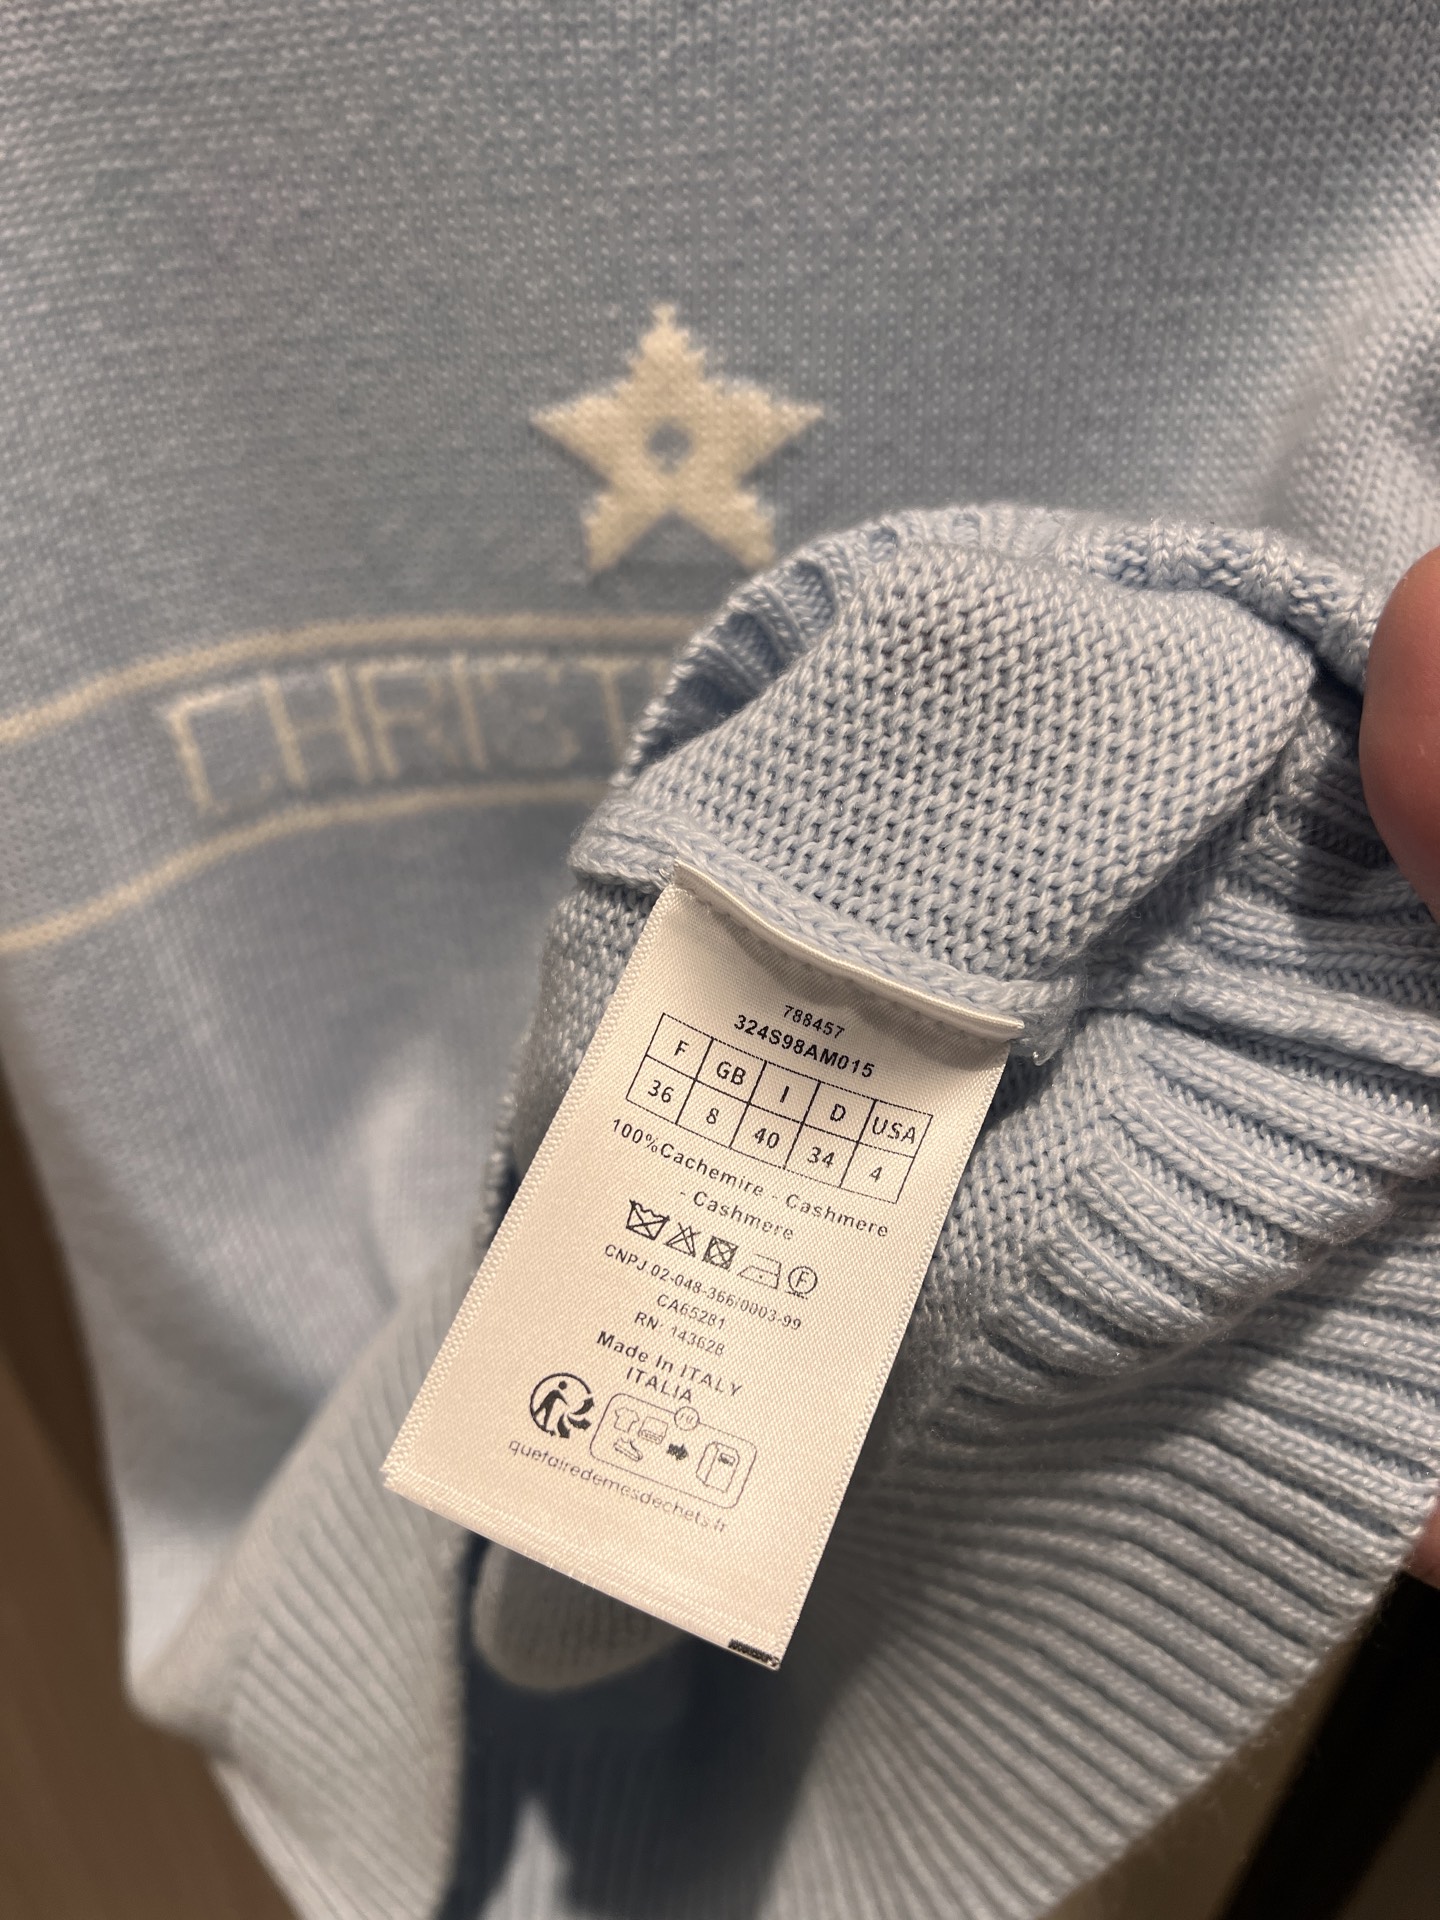 CHRIST
788457
324S98AM015
F GB I D USA
36 8 40 34 4
100%Cachemire - Cashmere
- Cashmere
F
CNPJ 02-048-366/0003-99
CA65281
RN: 143628
Made In ITALY
ITALIA
quefairedemesdechets.fr